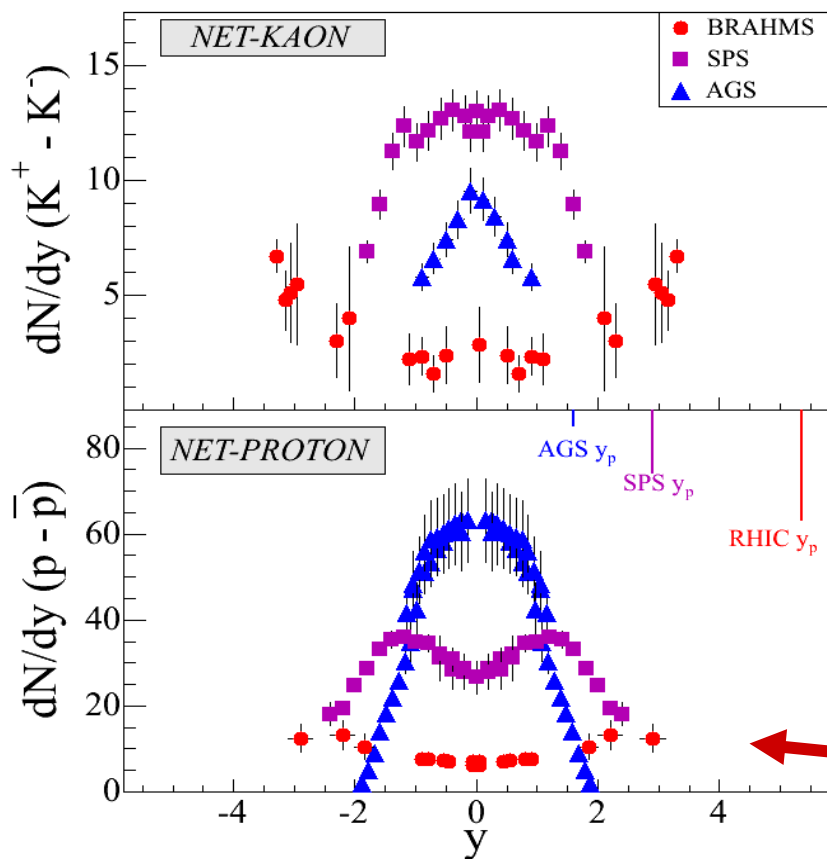 NET-KAON
BRAHMS
SPS
AGS
15
10
5
dN/dy (K⁺ - K⁻)
AGS yₚ
SPS yₚ
RHIC yₚ
NET-PROTON
80
60
40
20
0
dN/dy (p - p̅)
-4 -2 0 2 4
y